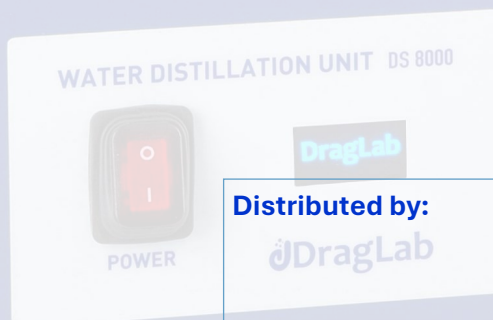 WATER DISTILLATION UNIT DS 8000
DragLab
Distributed by:
POWER
DragLab